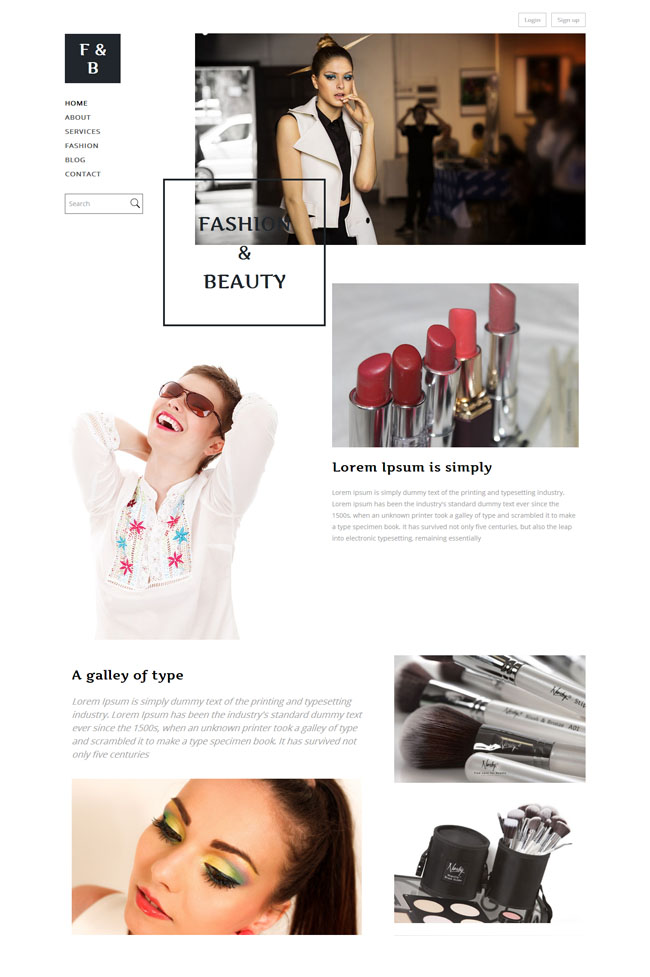 Login
Sign up
F &
B
HOME
ABOUT
SERVICES
FASHION
BLOG
CONTACT
Search
FASHION
&
BEAUTY
Lorem Ipsum is simply
Lorem Ipsum is simply dummy text of the printing and typesetting industry.
Lorem Ipsum has been the industry's standard dummy text ever since the
1500s, when an unknown printer took a galley of type and scrambled it to make
a type specimen book. It has survived not only five centuries, but also the leap
into electronic typesetting, remaining essentially
A galley of type
Lorem Ipsum is simply dummy text of the printing and typesetting
industry. Lorem Ipsum has been the industry's standard dummy text
ever since the 1500s, when an unknown printer took a galley of type
and scrambled it to make a type specimen book. It has survived not
only five centuries